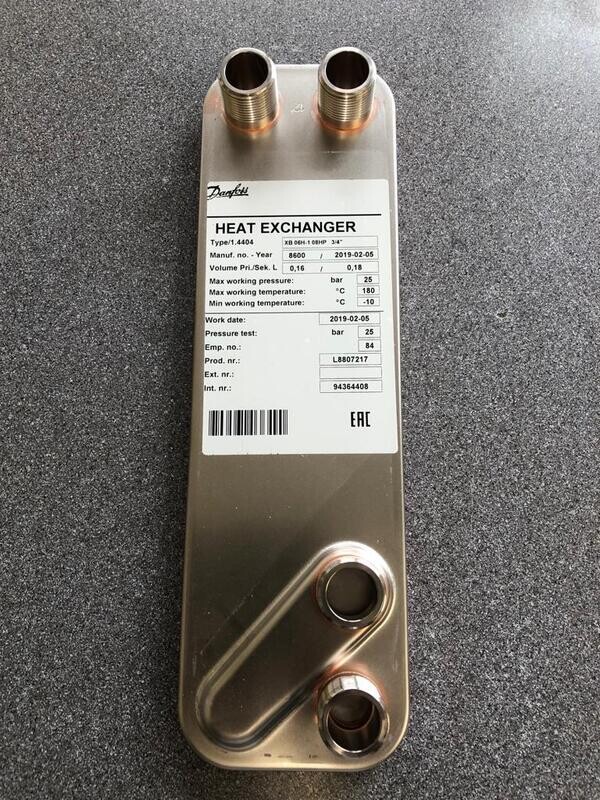 Danfoss
HEAT EXCHANGER
Type/1.4404 XB 06H-1 08HP 3/4"
Manuf. no. - Year 8600 / 2019-02-05
Volume Pri./Sek. L 0,16 / 0,18
Max working pressure: bar 25
Max working temperature: °C 180
Min working temperature: °C -10
Work date: 2019-02-05
Pressure test: bar 25
Emp. no.: 84
Prod. nr.: L8807217
Ext. nr.:
Int. nr.: 94364408
EAC